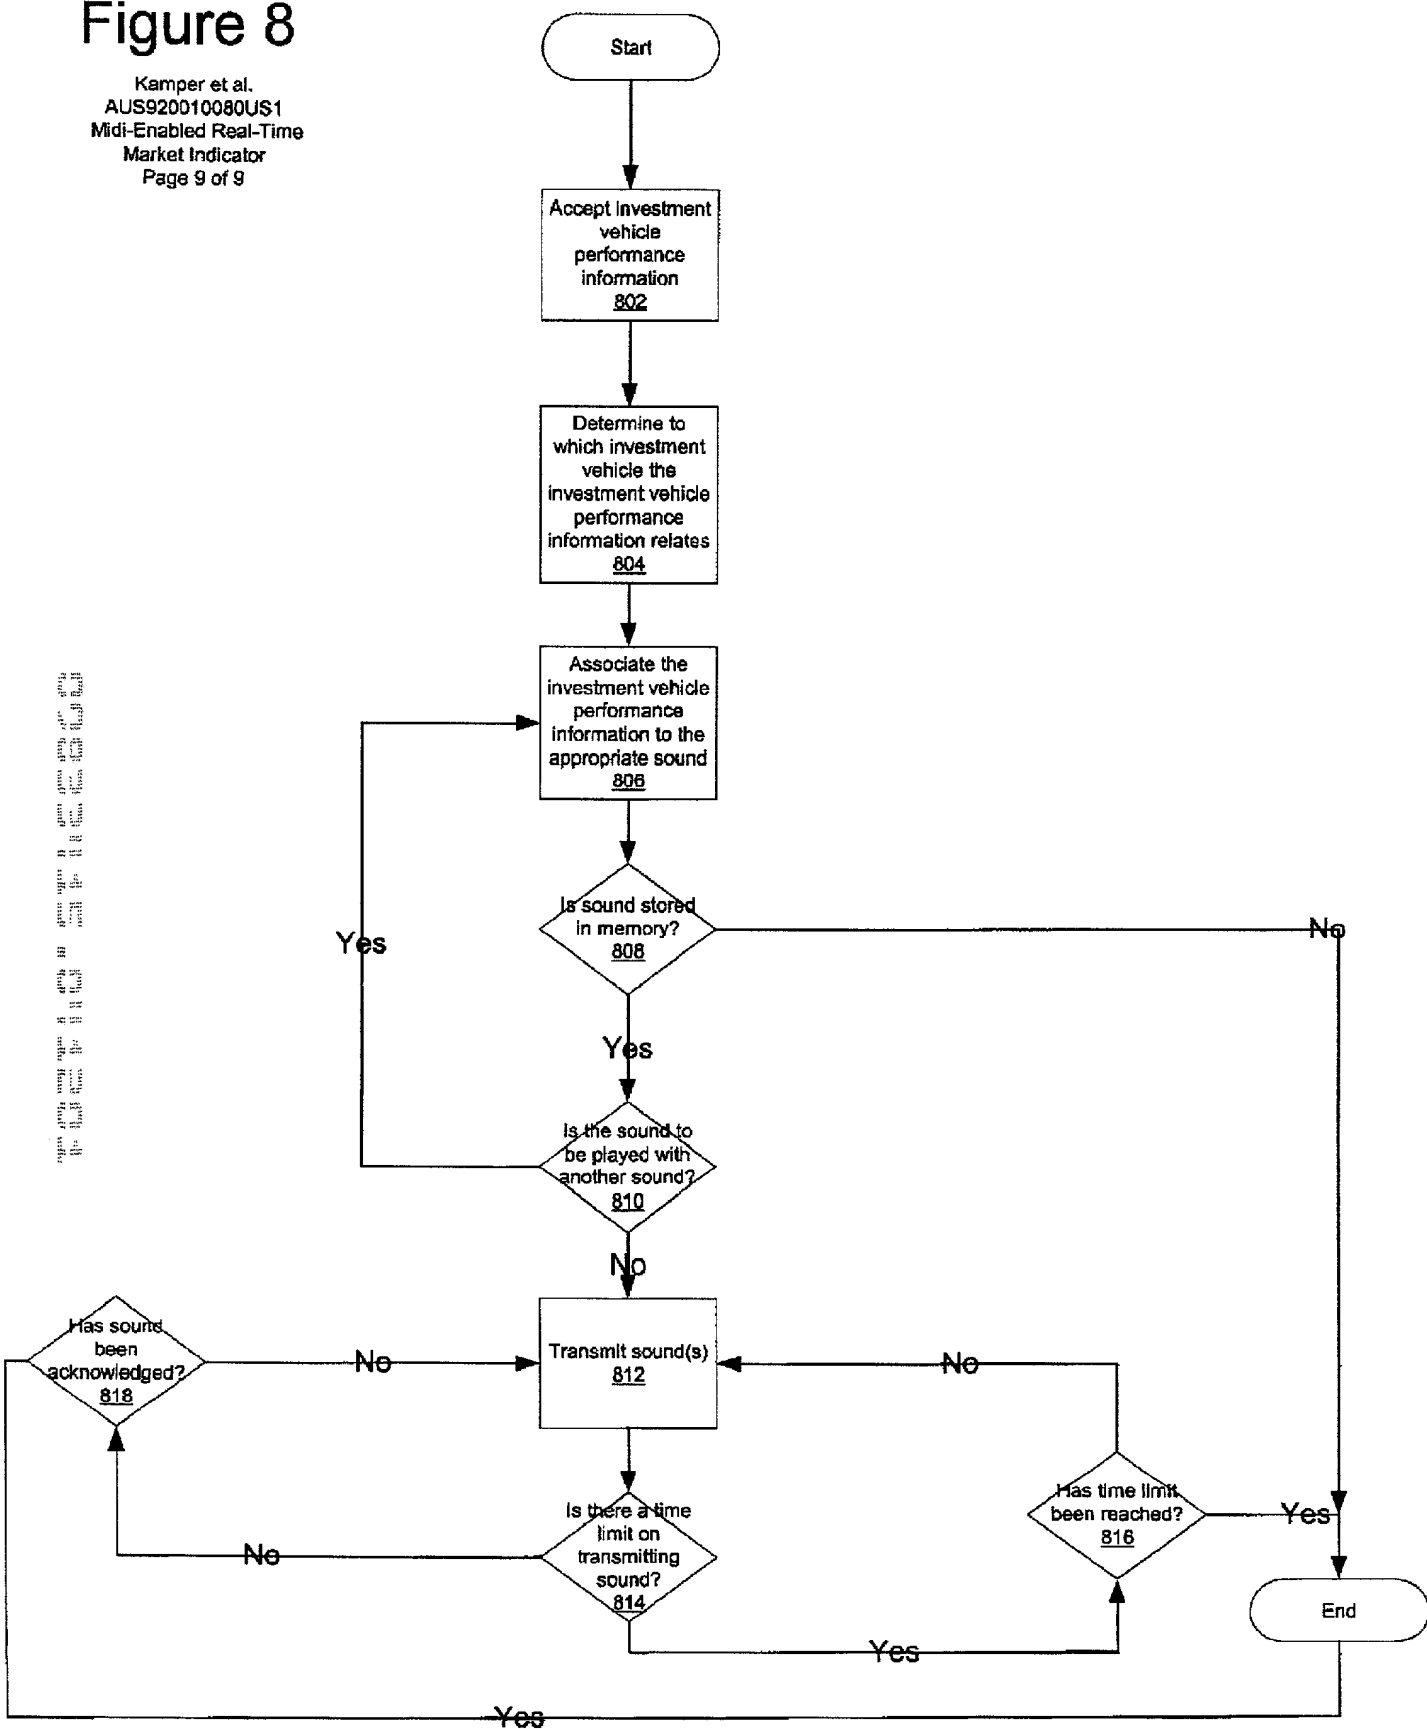 Figure 8
Kamper et al.
AUS920010080US1
Midi-Enabled Real-Time
Market Indicator
Page 9 of 9
Start
Accept investment
vehicle
performance
information
802
Determine to
which investment
vehicle the
investment vehicle
performance
information relates
804
Associate the
investment vehicle
performance
information to the
appropriate sound
806
Is sound stored
in memory?
808
No
Yes
Yes
Is the sound to
be played with
another sound?
810
No
Has sound
been
acknowledged?
818
No
Transmit sound(s)
812
No
Is there a time
limit on
transmitting
sound?
814
No
Has time limit
been reached?
816
Yes
Yes
End
Yes